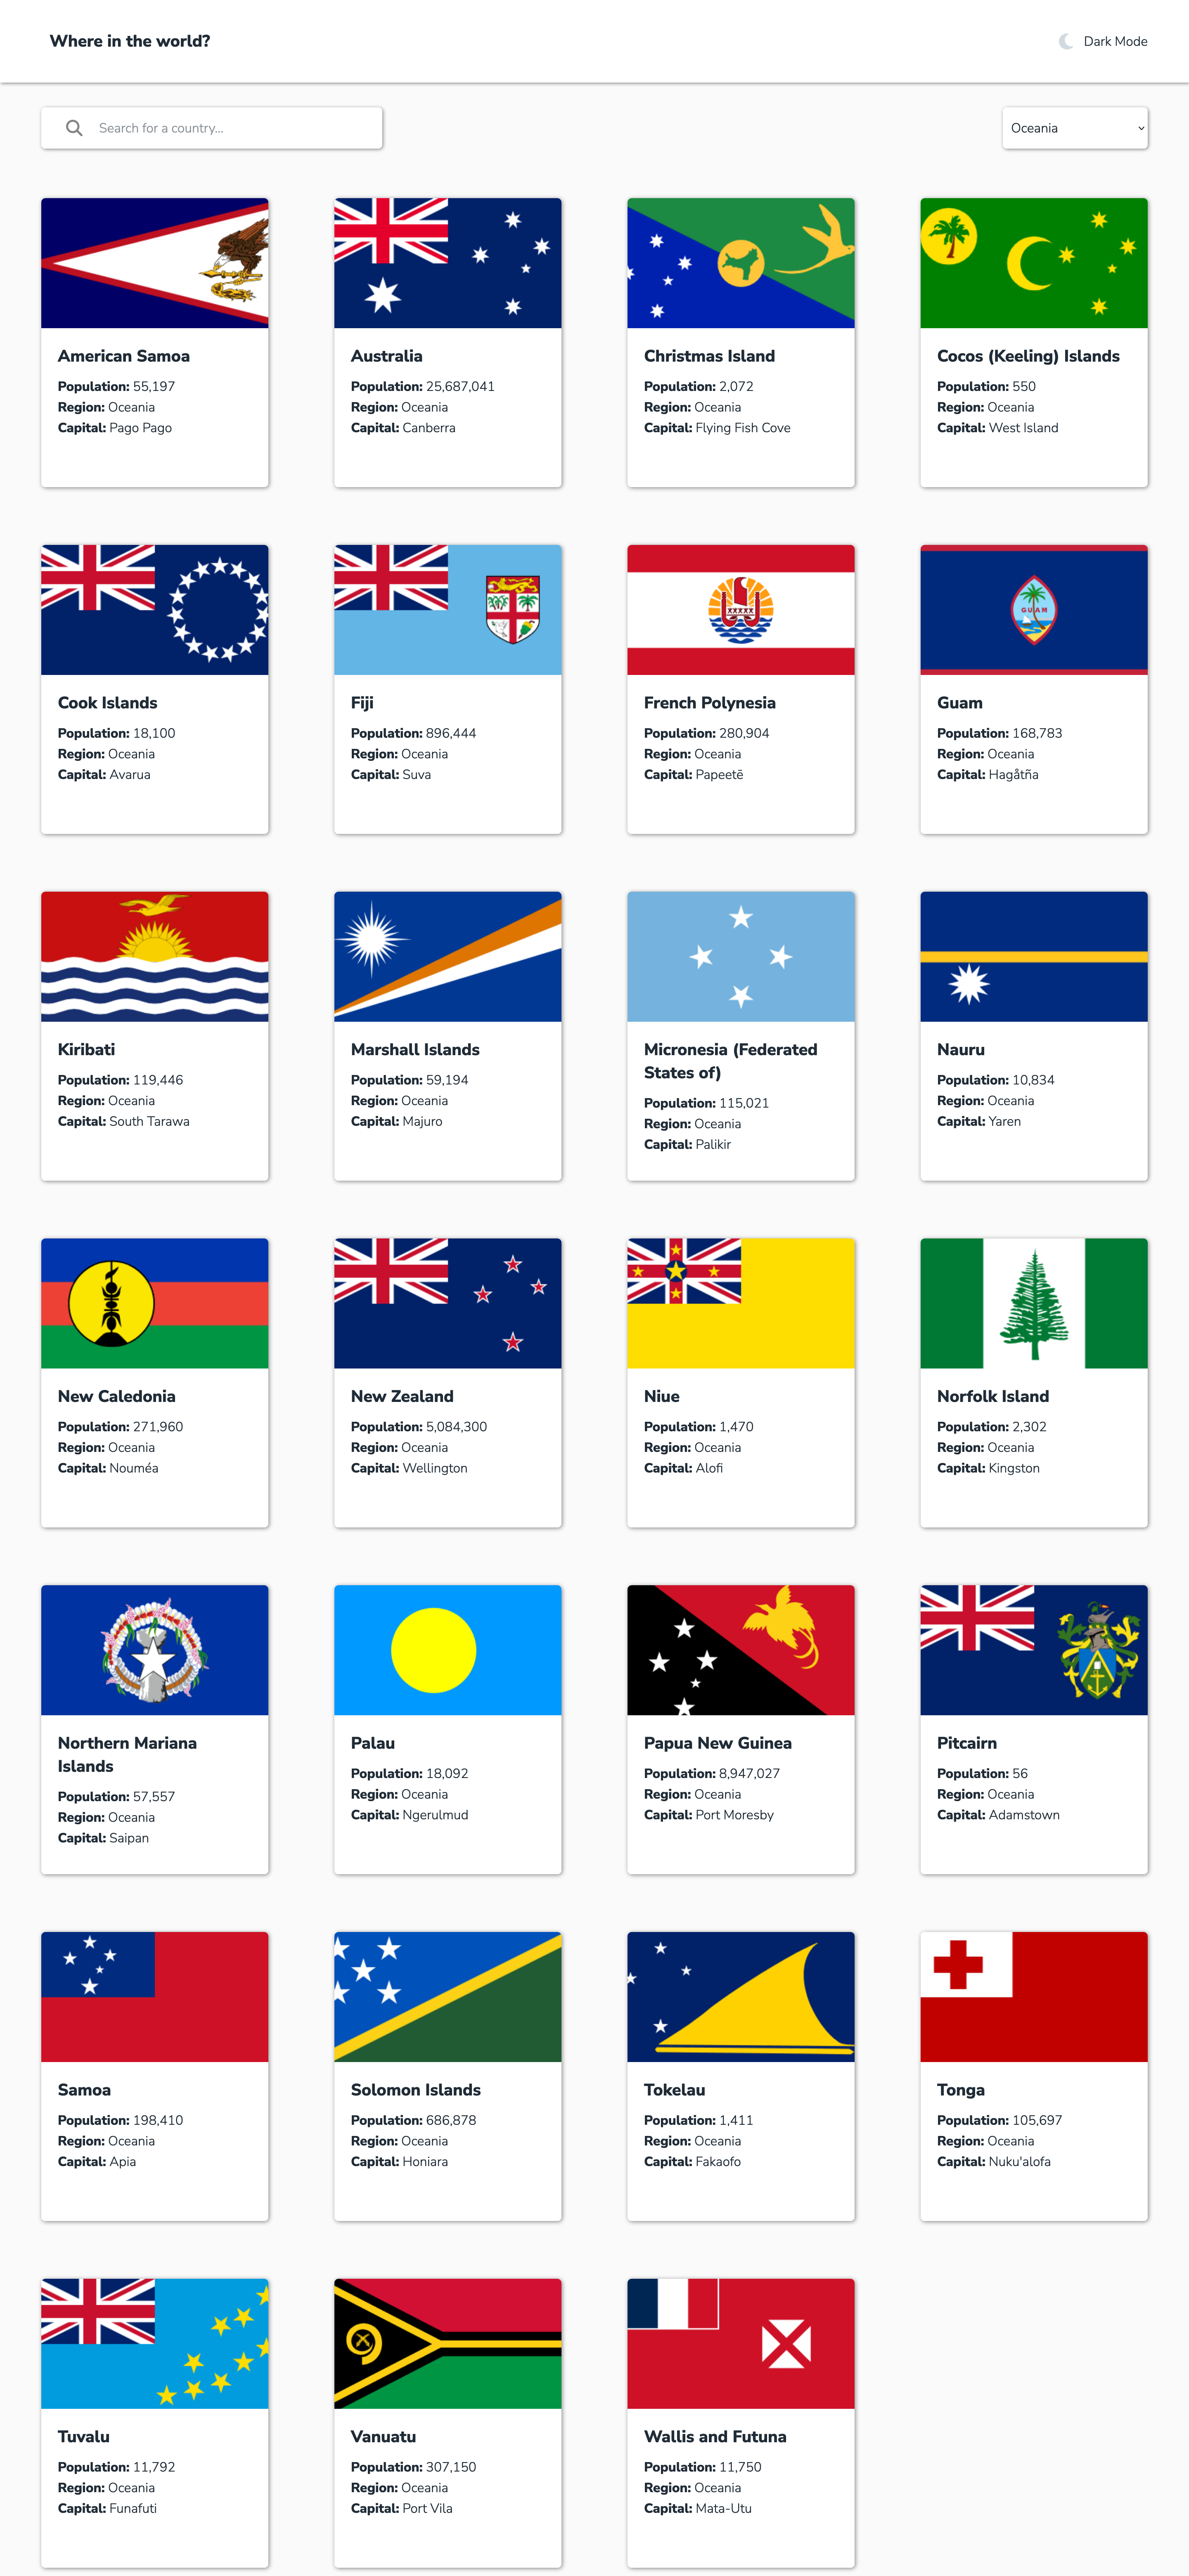 Where in the world?
Dark Mode
Search for a country...
Oceania
American Samoa
Population: 55,197
Region: Oceania
Capital: Pago Pago
Australia
Population: 25,687,041
Region: Oceania
Capital: Canberra
Christmas Island
Population: 2,072
Region: Oceania
Capital: Flying Fish Cove
Cocos (Keeling) Islands
Population: 550
Region: Oceania
Capital: West Island
Cook Islands
Population: 18,100
Region: Oceania
Capital: Avarua
Fiji
Population: 896,444
Region: Oceania
Capital: Suva
French Polynesia
Population: 280,904
Region: Oceania
Capital: Papeetē
GUAM
Guam
Population: 168,783
Region: Oceania
Capital: Hagåtña
Kiribati
Population: 119,446
Region: Oceania
Capital: South Tarawa
Marshall Islands
Population: 59,194
Region: Oceania
Capital: Majuro
Micronesia (Federated
States of)
Population: 115,021
Region: Oceania
Capital: Palikir
Nauru
Population: 10,834
Region: Oceania
Capital: Yaren
New Caledonia
Population: 271,960
Region: Oceania
Capital: Nouméa
New Zealand
Population: 5,084,300
Region: Oceania
Capital: Wellington
Niue
Population: 1,470
Region: Oceania
Capital: Alofi
Norfolk Island
Population: 2,302
Region: Oceania
Capital: Kingston
Northern Mariana
Islands
Population: 57,557
Region: Oceania
Capital: Saipan
Palau
Population: 18,092
Region: Oceania
Capital: Ngerulmud
Papua New Guinea
Population: 8,947,027
Region: Oceania
Capital: Port Moresby
Pitcairn
Population: 56
Region: Oceania
Capital: Adamstown
Samoa
Population: 198,410
Region: Oceania
Capital: Apia
Solomon Islands
Population: 686,878
Region: Oceania
Capital: Honiara
Tokelau
Population: 1,411
Region: Oceania
Capital: Fakaofo
Tonga
Population: 105,697
Region: Oceania
Capital: Nuku'alofa
Tuvalu
Population: 11,792
Region: Oceania
Capital: Funafuti
Vanuatu
Population: 307,150
Region: Oceania
Capital: Port Vila
Wallis and Futuna
Population: 11,750
Region: Oceania
Capital: Mata-Utu